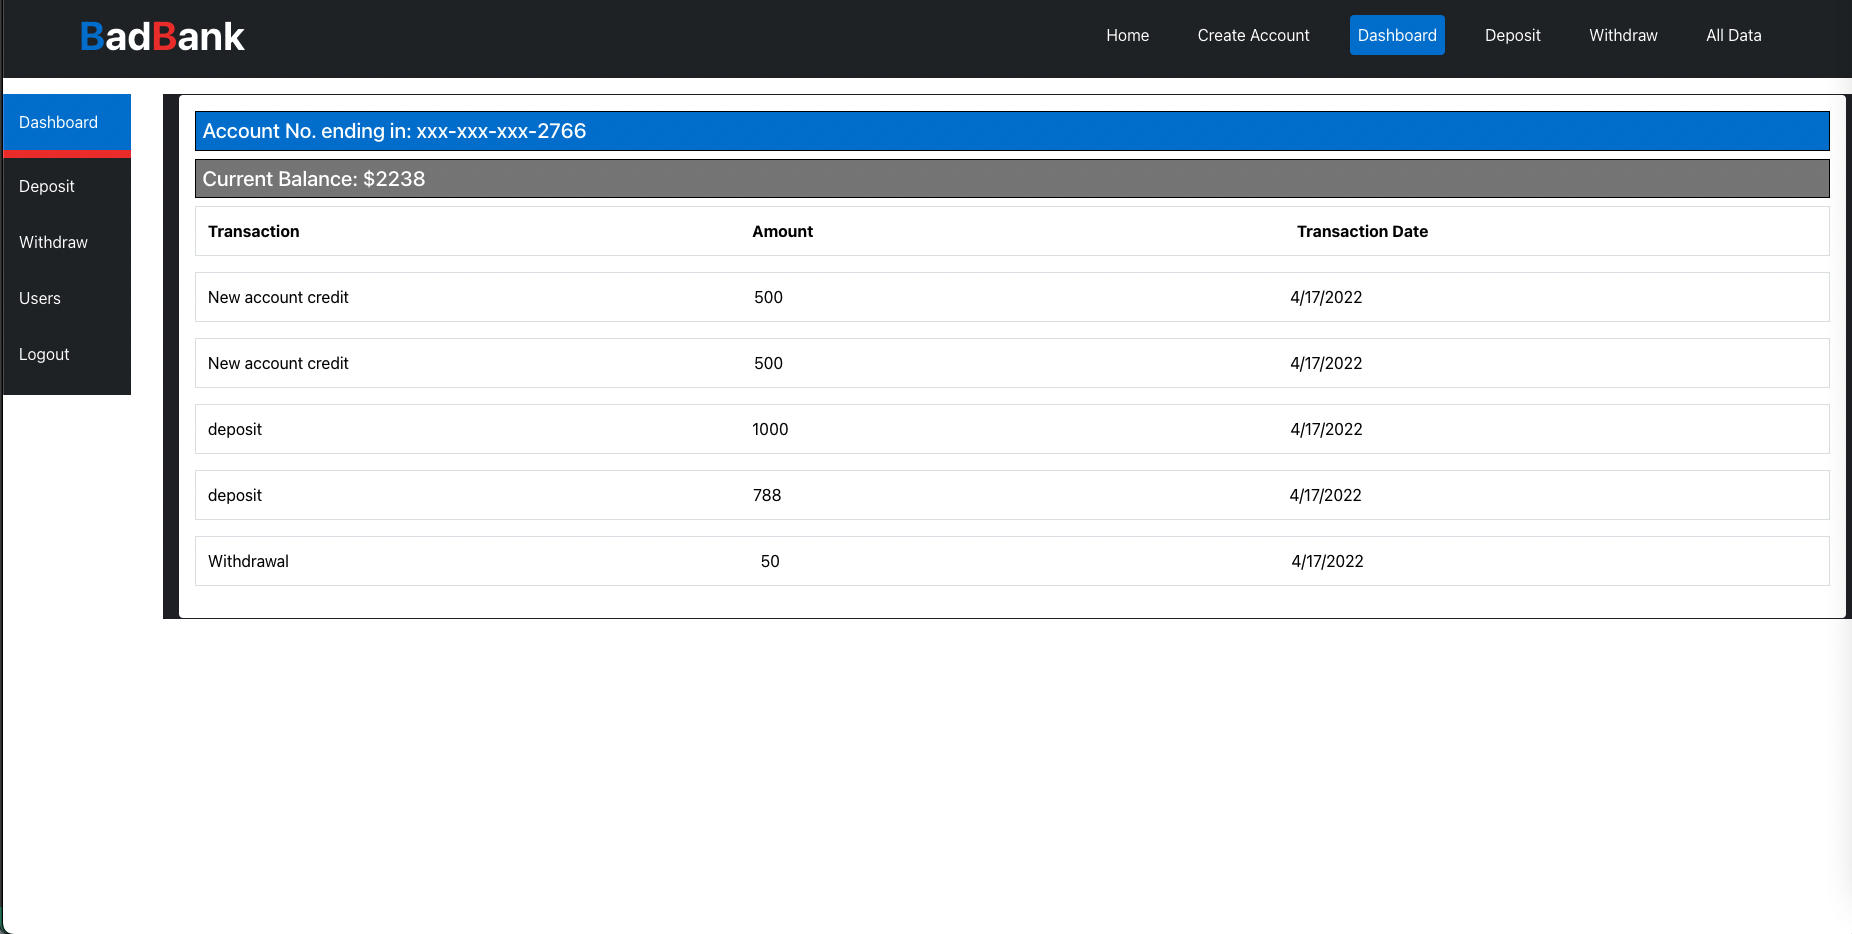 BadBank Home Create Account Dashboard Deposit Withdraw All Data
Dashboard
Deposit
Withdraw
Users
Logout
Account No. ending in: xxx-xxx-xxx-2766
Current Balance: $2238
Transaction Amount Transaction Date
New account credit 500 4/17/2022
New account credit 500 4/17/2022
deposit 1000 4/17/2022
deposit 788 4/17/2022
Withdrawal 50 4/17/2022